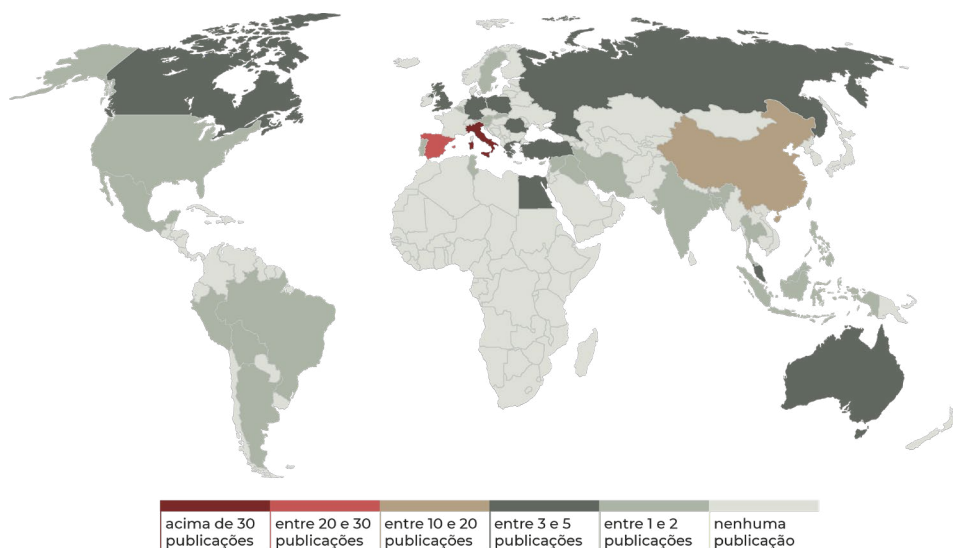 acima de 30
publicações
entre 20 e 30
publicações
entre 10 e 20
publicações
entre 3 e 5
publicações
entre 1 e 2
publicações
nenhuma
publicação